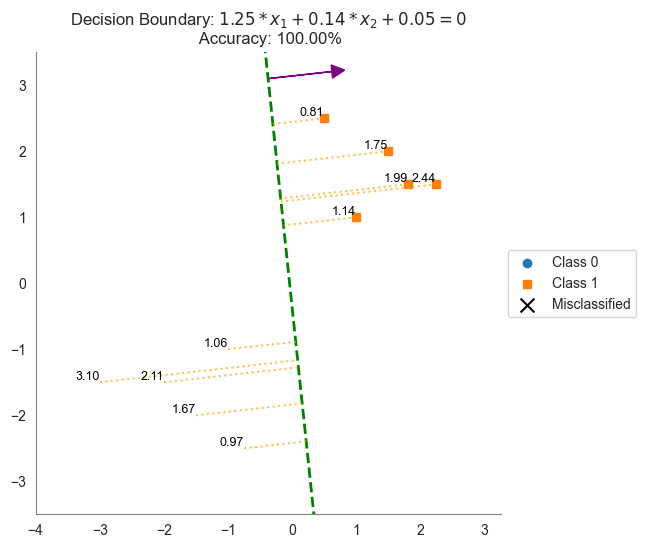 Decision Boundary: 1.25 * x₁ + 0.14 * x₂ + 0.05 = 0
Accuracy: 100.00%
3
2
1
0
−1
−2
−3
0.81
1.75
1.99 2.44
1.14
1.06
3.10 2.11
1.67
0.97
Class 0
Class 1
Misclassified
−4 −3 −2 −1 0 1 2 3